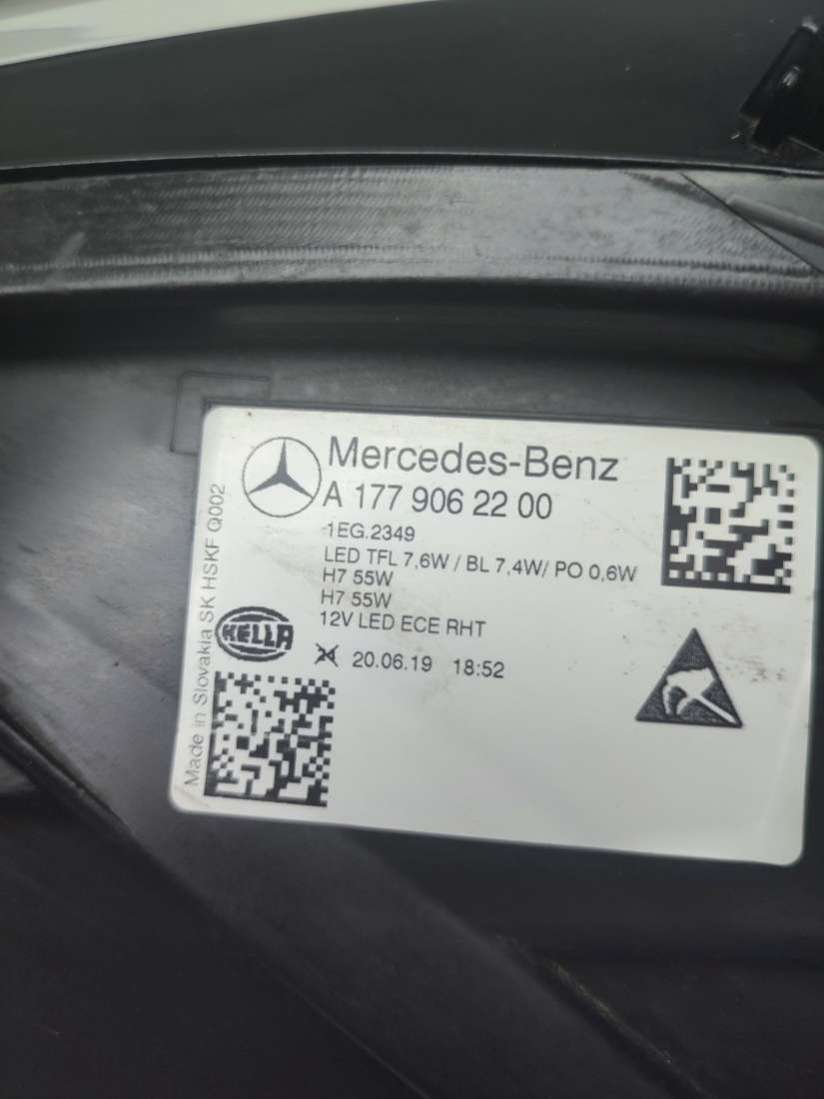 Mercedes-Benz
A 177 906 22 00
1EG.2349
LED TFL 7,6W / BL 7,4W/ PO 0,6W
H7 55W
H7 55W
12V LED ECE RHT
HELLA
20.06.19 18:52
Made in Slovakia SK HSKF Q002